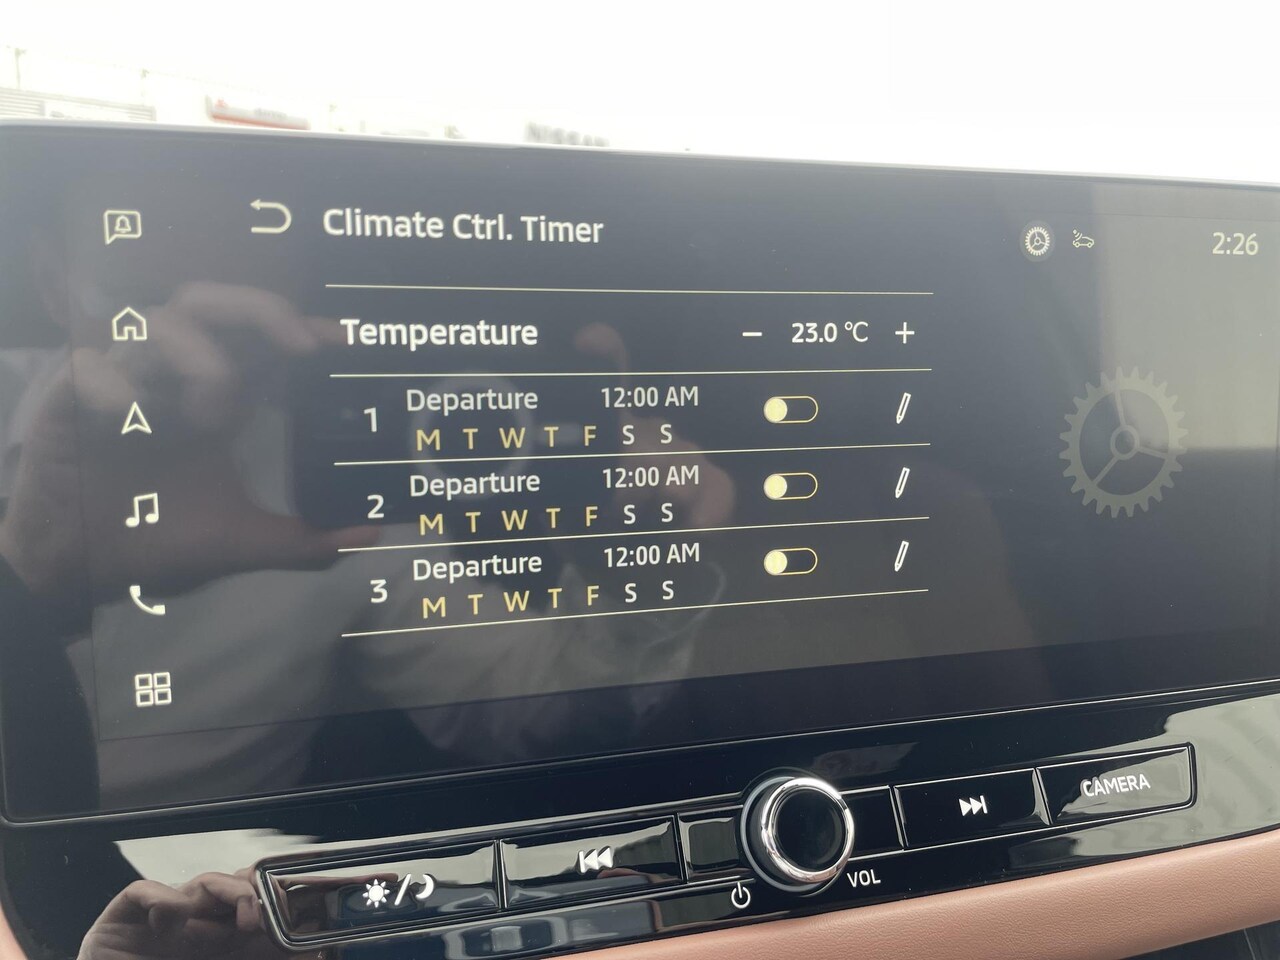 Climate Ctrl. Timer
2:26
Temperature − 23.0 °C +
1 Departure 12:00 AM
M T W T F S S
2 Departure 12:00 AM
M T W T F S S
3 Departure 12:00 AM
M T W T F S S
CAMERA
VOL